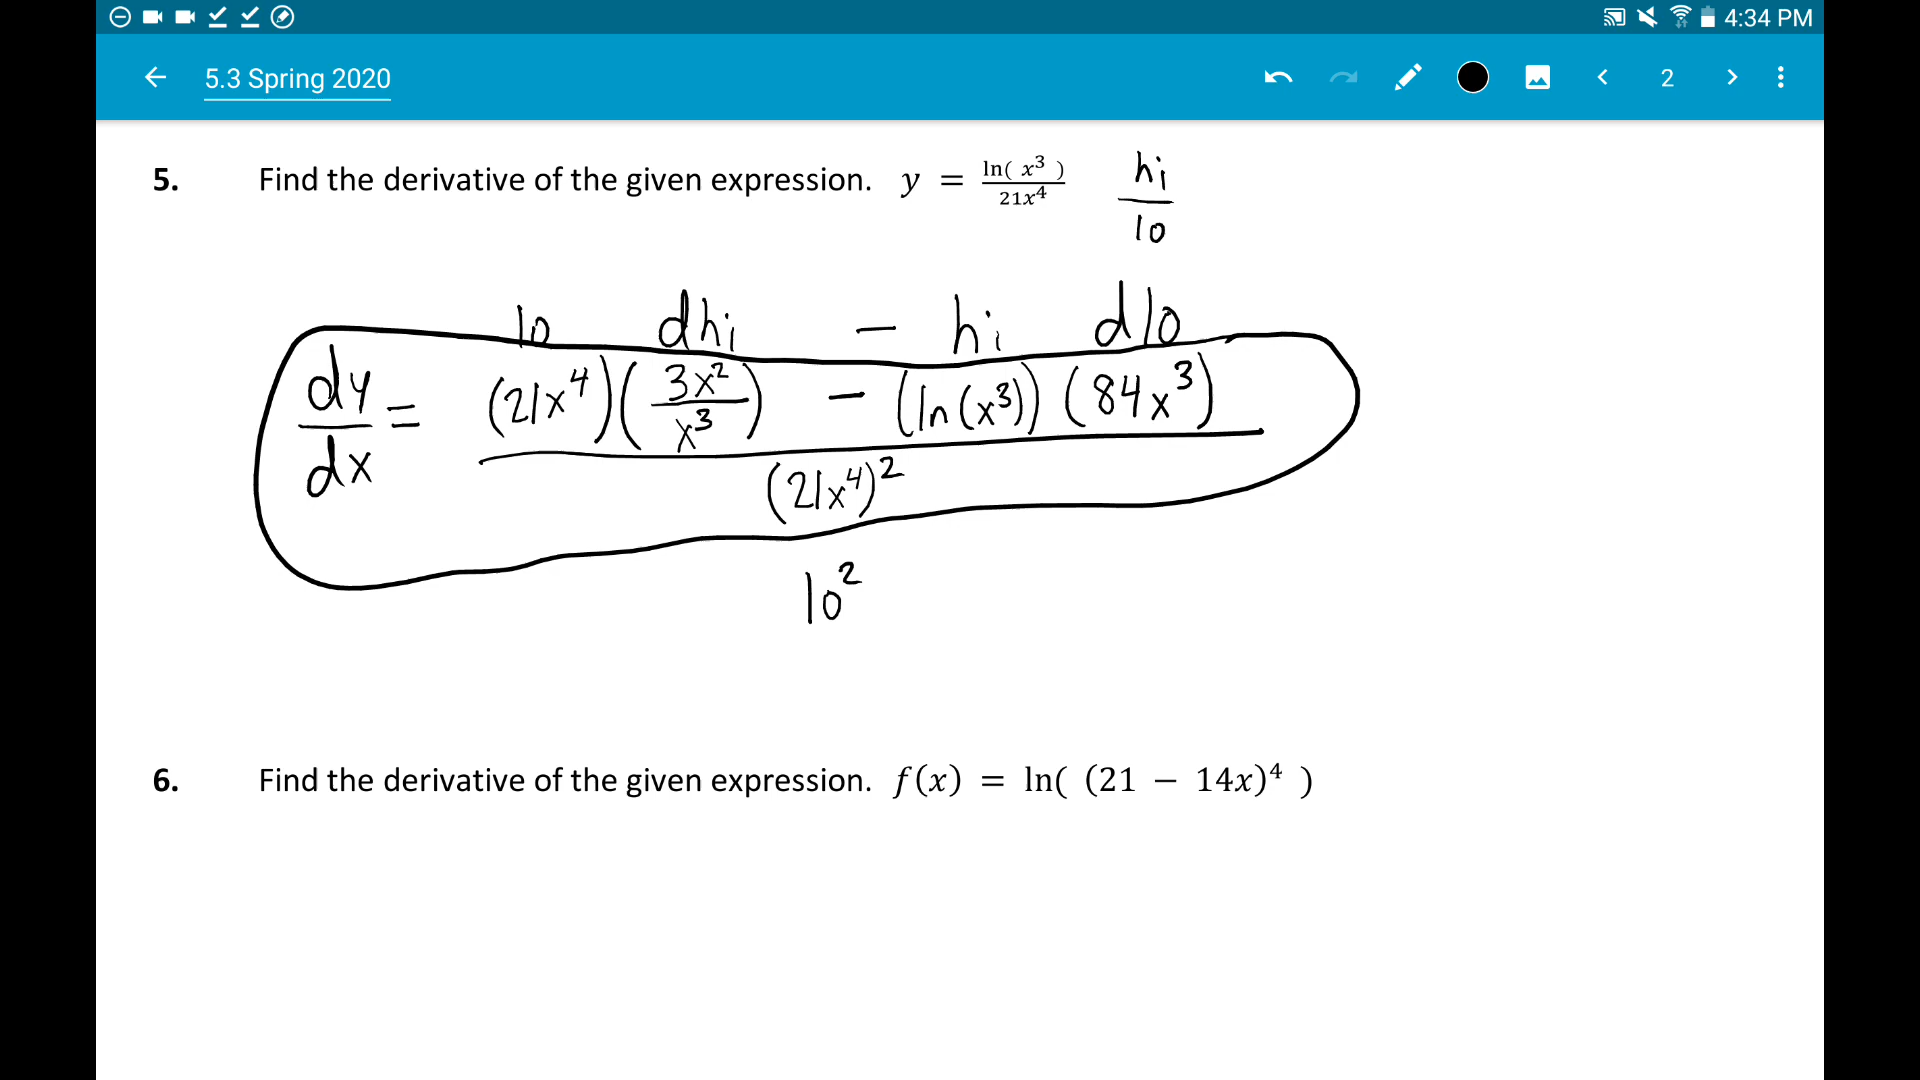 4:34 PM
5.3 Spring 2020
2
5. Find the derivative of the given expression. y = ln( x³ ) / 21x⁴
hi
lo
lo dhi − hi dlo
dy/dx = (21x⁴)(3x²/x³) − (ln(x³))(84x³)
(21x⁴)²
lo²
6. Find the derivative of the given expression. f(x) = ln( (21 − 14x)⁴ )